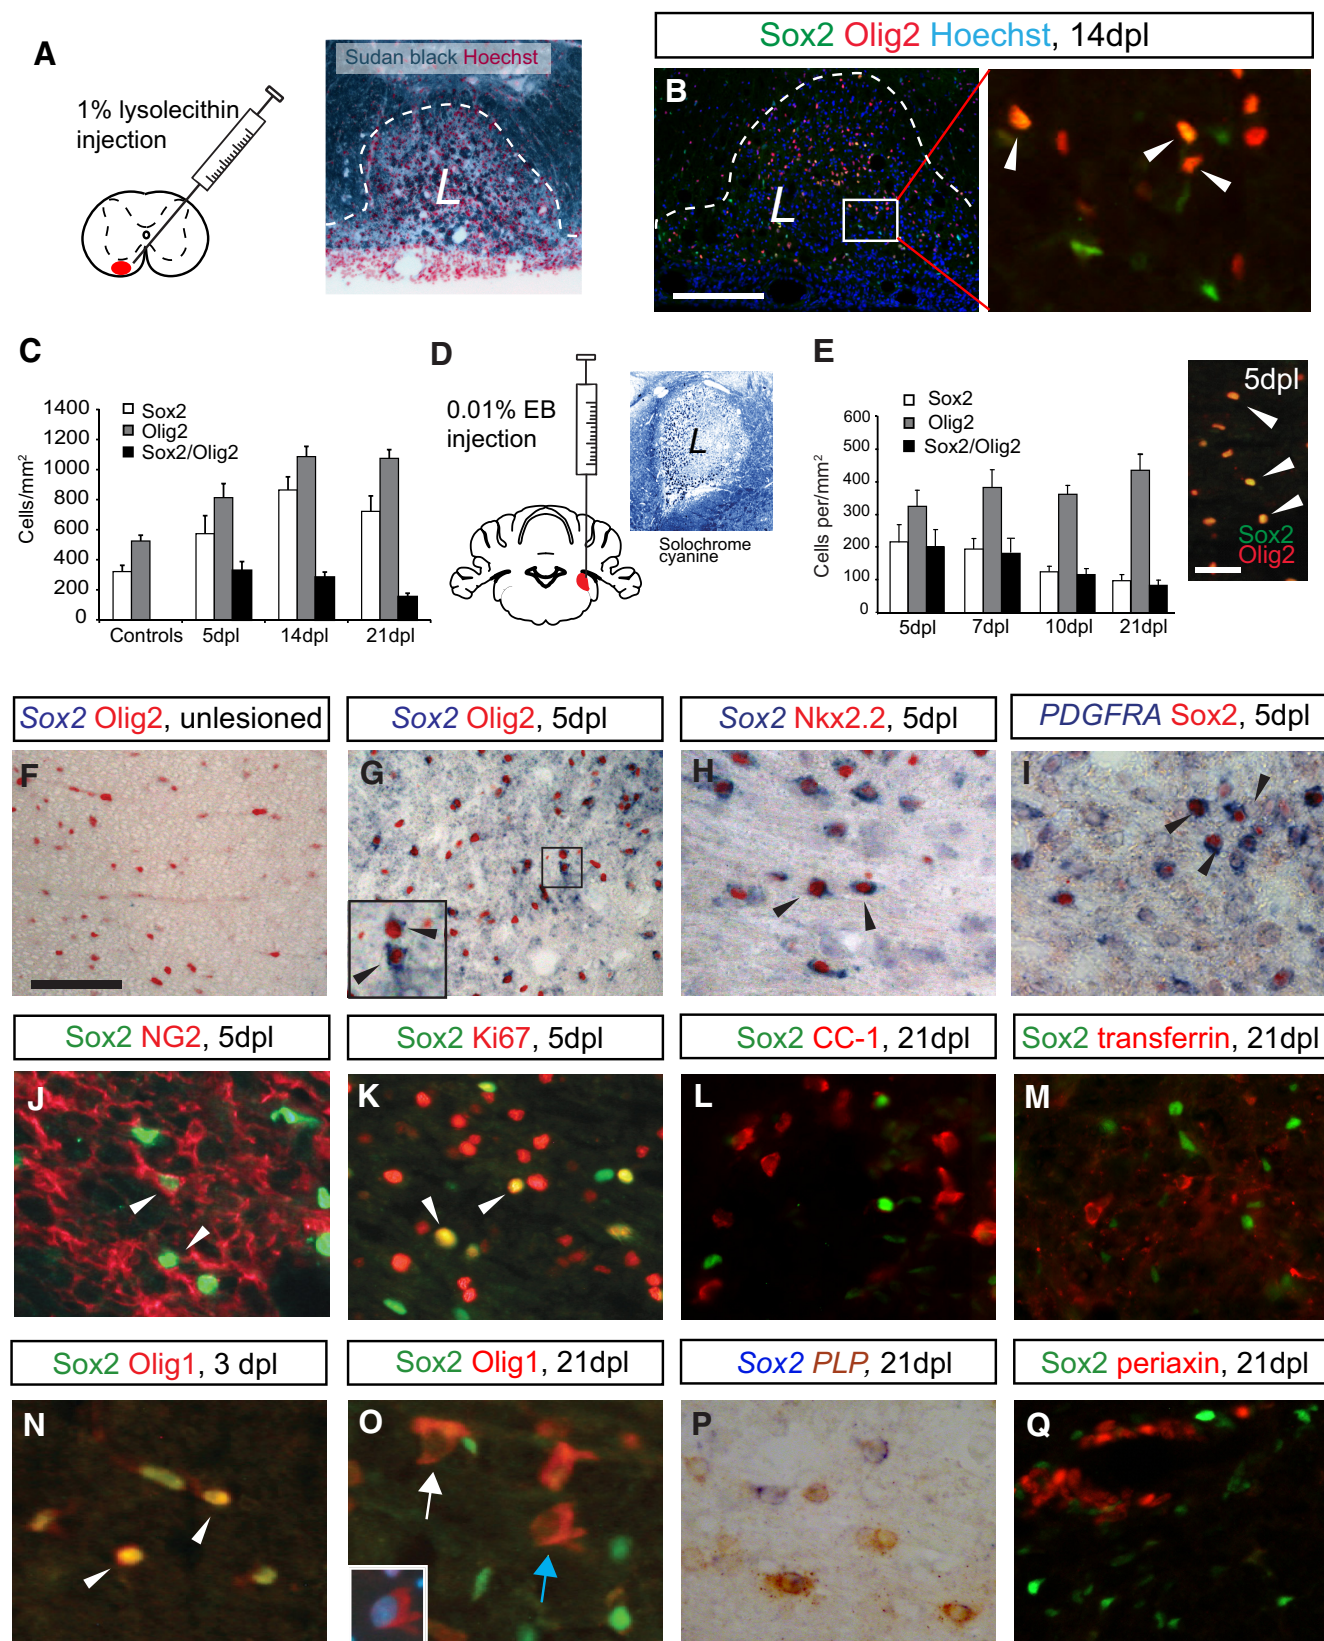 A
1% lysolecithin
injection
Sudan black Hoechst
L
Sox2 Olig2 Hoechst, 14dpl
B
L
C
1400
1200
1000
800
600
400
200
0
Cells/mm²
Sox2
Olig2
Sox2/Olig2
Controls 5dpl 14dpl 21dpl
D
0.01% EB
injection
L
Solochrome
cyanine
E
600
500
400
300
200
100
0
Cells per/mm²
Sox2
Olig2
Sox2/Olig2
5dpl 7dpl 10dpl 21dpl
5dpl
Sox2
Olig2
Sox2 Olig2, unlesioned
F
Sox2 Olig2, 5dpl
G
Sox2 Nkx2.2, 5dpl
H
PDGFRA Sox2, 5dpl
I
Sox2 NG2, 5dpl
J
Sox2 Ki67, 5dpl
K
Sox2 CC-1, 21dpl
L
Sox2 transferrin, 21dpl
M
Sox2 Olig1, 3 dpl
N
Sox2 Olig1, 21dpl
O
Sox2 PLP, 21dpl
P
Sox2 periaxin, 21dpl
Q